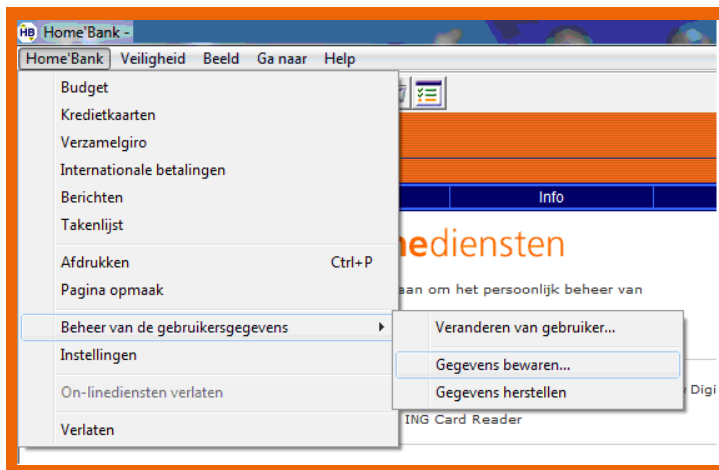 HB Home'Bank -
Home'Bank Veiligheid Beeld Ga naar Help
Budget
Kredietkaarten
Verzamelgiro
Internationale betalingen
Berichten
Takenlijst
Afdrukken Ctrl+P
Pagina opmaak
Beheer van de gebruikersgegevens
Instellingen
On-linediensten verlaten
Verlaten
Info
nediensten
aan om het persoonlijk beheer van
Veranderen van gebruiker...
Gegevens bewaren...
Gegevens herstellen
Digi
ING Card Reader